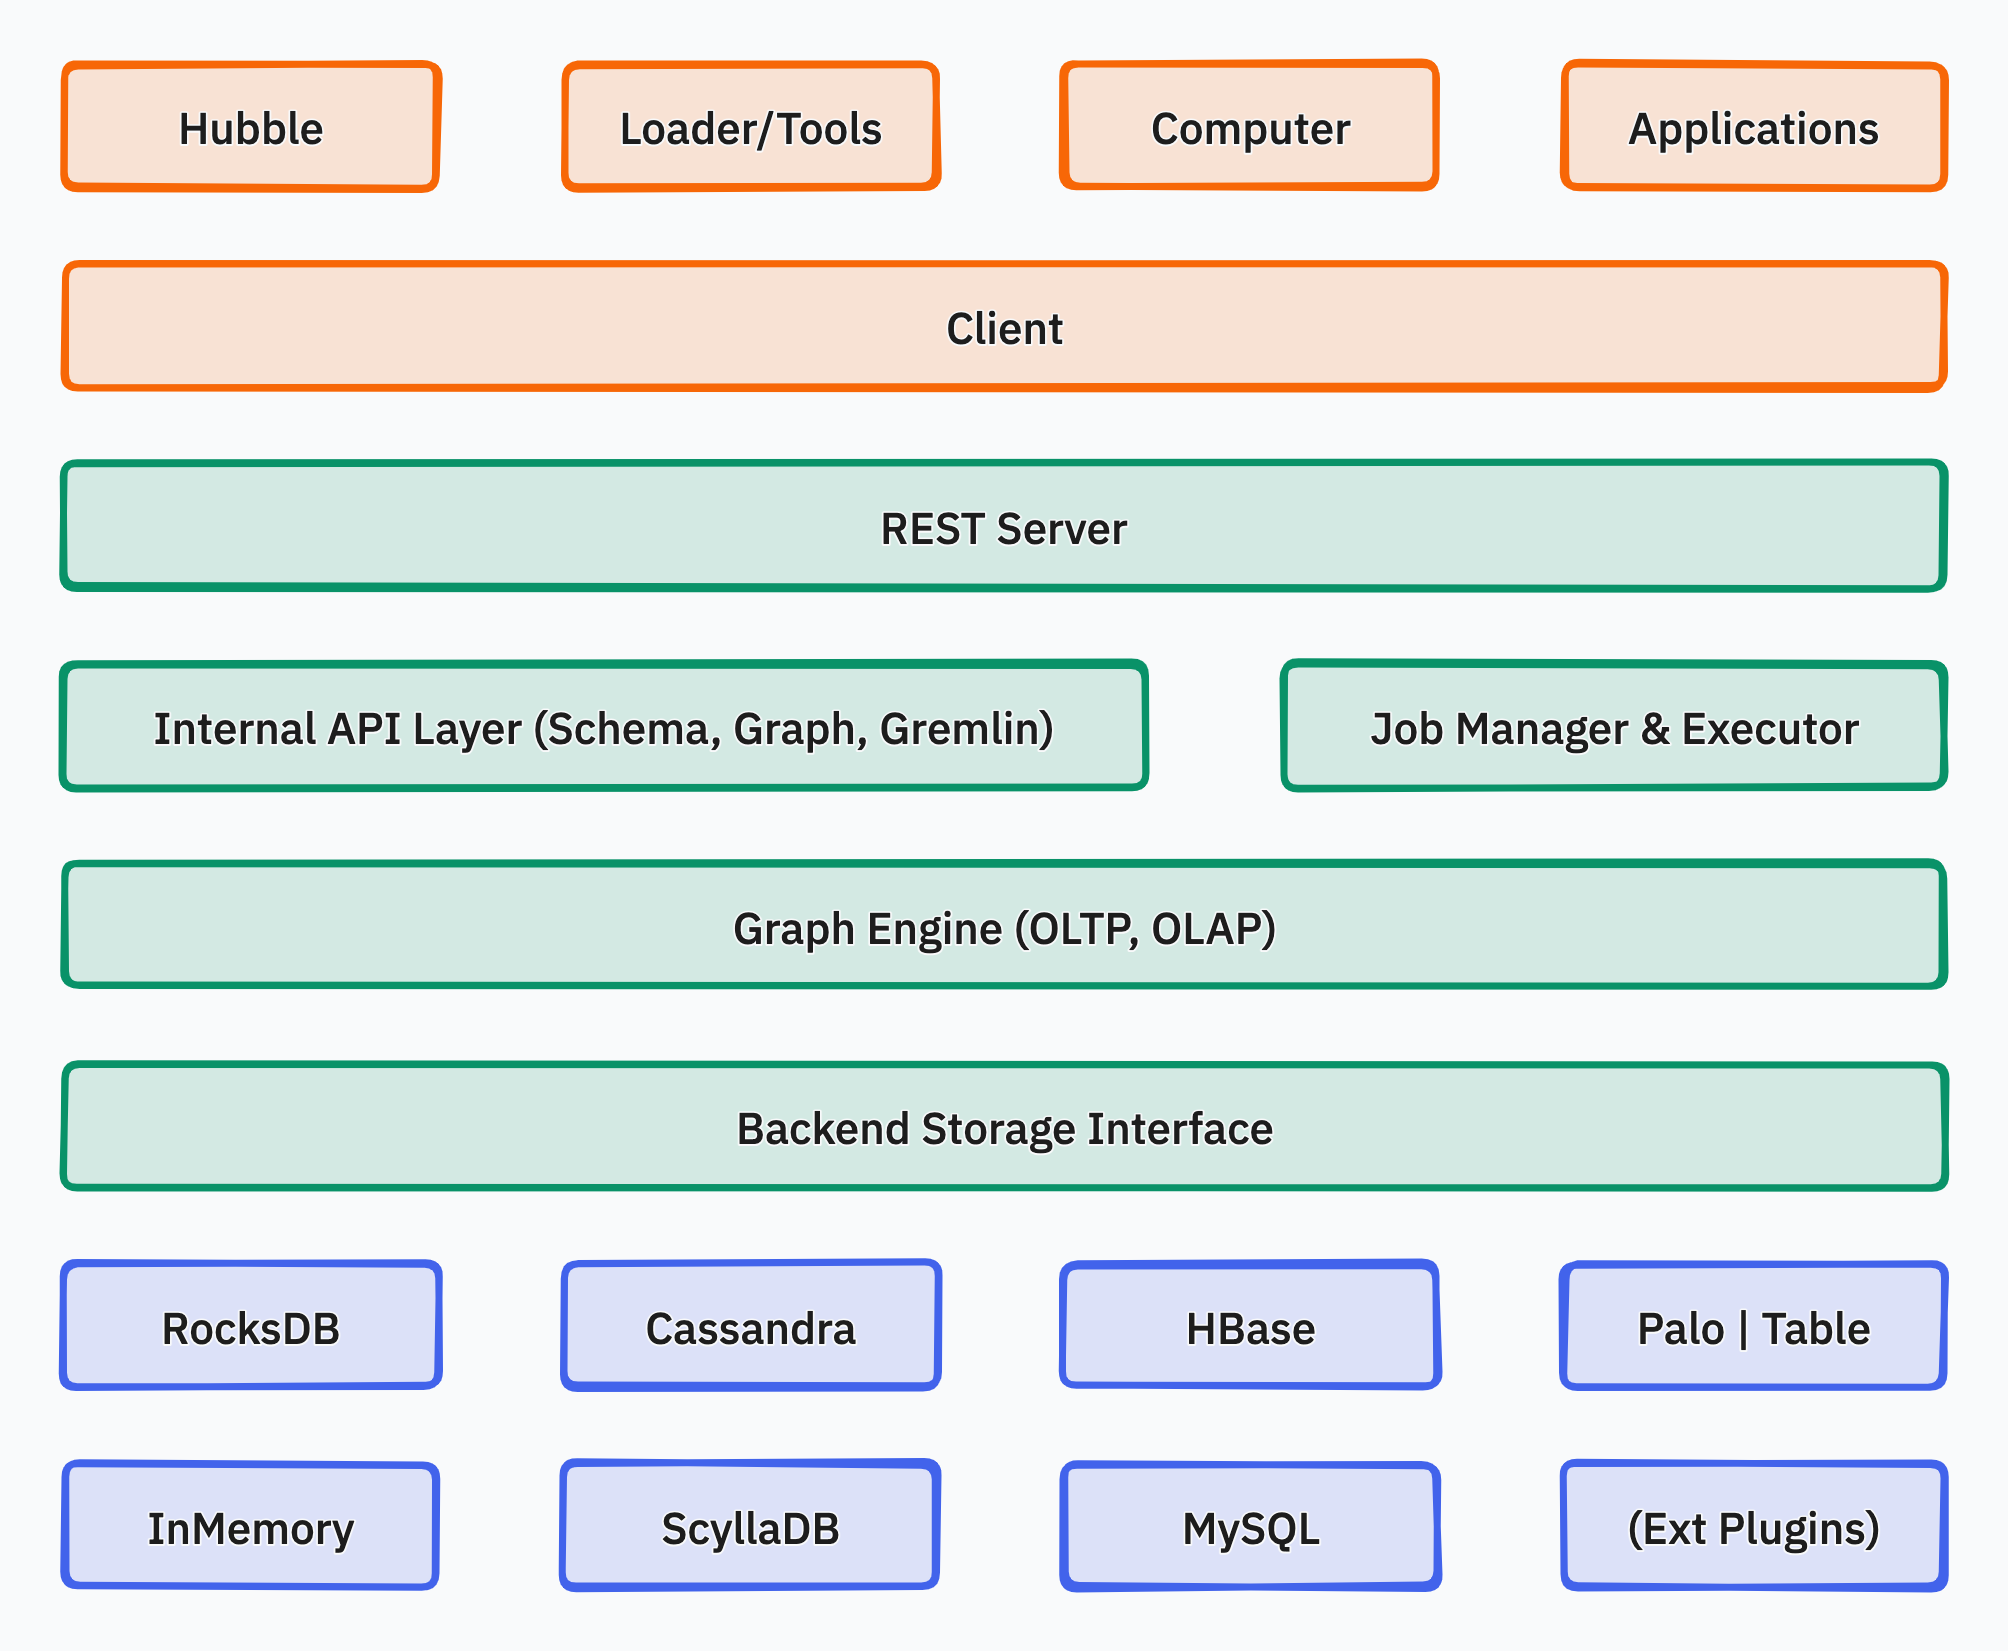 Hubble
Loader/Tools
Computer
Applications
Client
REST Server
Internal API Layer (Schema, Graph, Gremlin)
Job Manager & Executor
Graph Engine (OLTP, OLAP)
Backend Storage Interface
RocksDB
Cassandra
HBase
Palo | Table
InMemory
ScyllaDB
MySQL
(Ext Plugins)